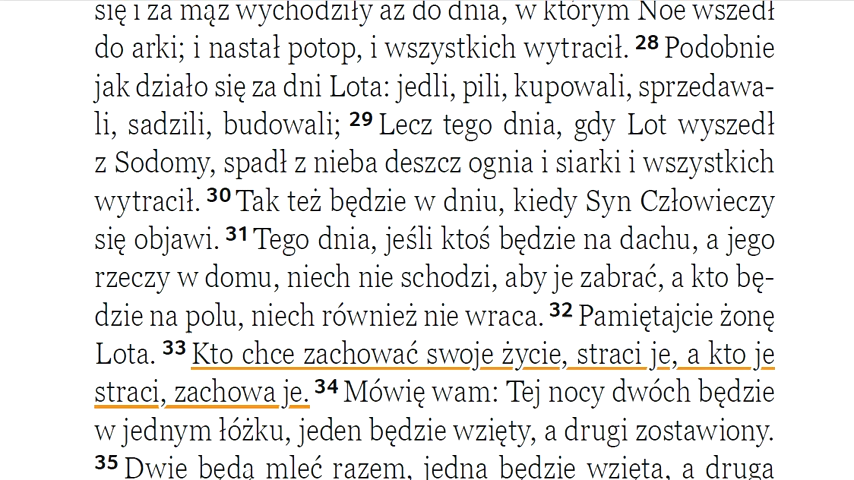 się i za mąż wychodziły aż do dnia, w którym Noe wszedł
do arki; i nastał potop, i wszystkich wytracił. 28 Podobnie
jak działo się za dni Lota: jedli, pili, kupowali, sprzedawa-
li, sadzili, budowali; 29 Lecz tego dnia, gdy Lot wyszedł
z Sodomy, spadł z nieba deszcz ognia i siarki i wszystkich
wytracił. 30 Tak też będzie w dniu, kiedy Syn Człowieczy
się objawi. 31 Tego dnia, jeśli ktoś będzie na dachu, a jego
rzeczy w domu, niech nie schodzi, aby je zabrać, a kto bę-
dzie na polu, niech również nie wraca. 32 Pamiętajcie żonę
Lota. 33 Kto chce zachować swoje życie, straci je, a kto je
straci, zachowa je. 34 Mówię wam: Tej nocy dwóch będzie
w jednym łóżku, jeden będzie wzięty, a drugi zostawiony.
35 Dwie będą mleć razem, jedna będzie wzięta, a druga